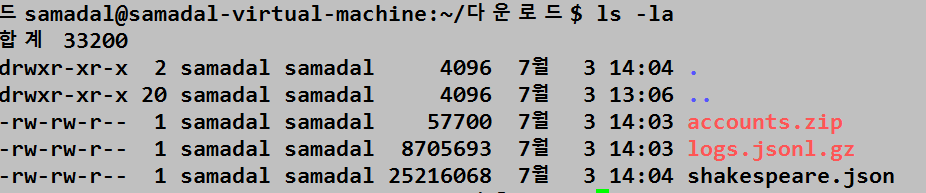 드 samadal@samadal-virtual-machine:~/다운로드$ ls -la
합계 33200
drwxr-xr-x 2 samadal samadal 4096 7월 3 14:04 .
drwxr-xr-x 20 samadal samadal 4096 7월 3 13:06 ..
-rw-rw-r-- 1 samadal samadal 57700 7월 3 14:03 accounts.zip
-rw-rw-r-- 1 samadal samadal 8705693 7월 3 14:03 logs.jsonl.gz
-rw-rw-r-- 1 samadal samadal 25216068 7월 3 14:04 shakespeare.json